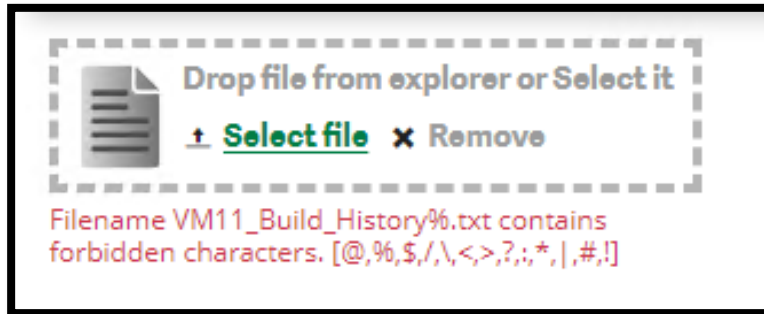 Drop file from explorer or Select it
Select file Remove
Filename VM11_Build_History%.txt contains
forbidden characters. [@,%,$,/,\,<,>,?,:,*,|,#,!]